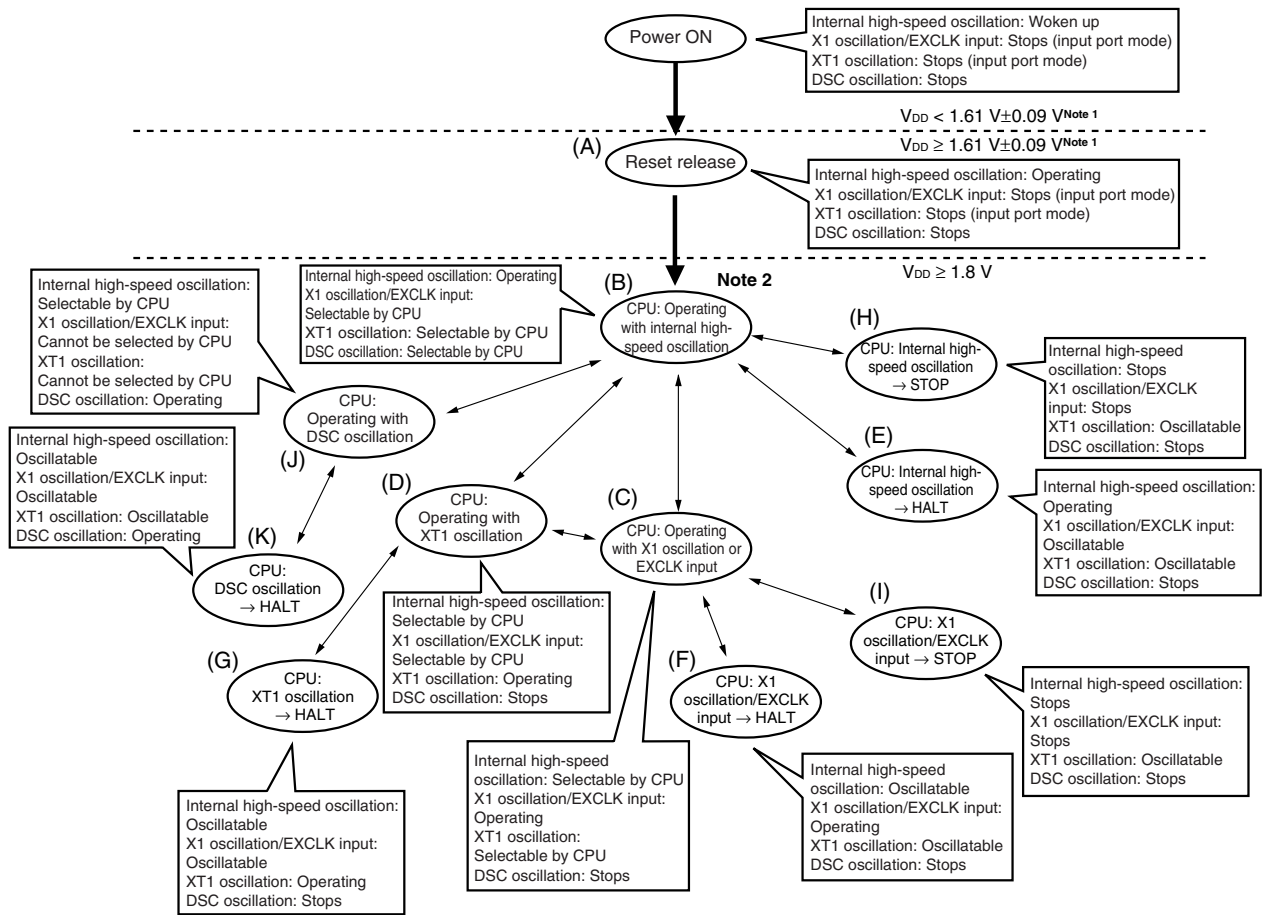 Power ON
Internal high-speed oscillation: Woken up
X1 oscillation/EXCLK input: Stops (input port mode)
XT1 oscillation: Stops (input port mode)
DSC oscillation: Stops
VDD < 1.61 V±0.09 V Note 1
VDD ≥ 1.61 V±0.09 V Note 1
(A)
Reset release
Internal high-speed oscillation: Operating
X1 oscillation/EXCLK input: Stops (input port mode)
XT1 oscillation: Stops (input port mode)
DSC oscillation: Stops
VDD ≥ 1.8 V
Note 2
(B)
CPU: Operating
with internal high-
speed oscillation
Internal high-speed oscillation: Operating
X1 oscillation/EXCLK input:
Selectable by CPU
XT1 oscillation: Selectable by CPU
DSC oscillation: Selectable by CPU
Internal high-speed oscillation:
Selectable by CPU
X1 oscillation/EXCLK input:
Cannot be selected by CPU
XT1 oscillation:
Cannot be selected by CPU
DSC oscillation: Operating
(H)
CPU: Internal high-
speed oscillation
→ STOP
Internal high-speed
oscillation: Stops
X1 oscillation/EXCLK
input: Stops
XT1 oscillation: Oscillatable
DSC oscillation: Stops
CPU:
Operating with
DSC oscillation
(J)
Internal high-speed oscillation:
Oscillatable
X1 oscillation/EXCLK input:
Oscillatable
XT1 oscillation: Oscillatable
DSC oscillation: Operating
(E)
CPU: Internal high-
speed oscillation
→ HALT
Internal high-speed oscillation:
Operating
X1 oscillation/EXCLK input:
Oscillatable
XT1 oscillation: Oscillatable
DSC oscillation: Stops
(D)
CPU:
Operating with
XT1 oscillation
(C)
CPU: Operating
with X1 oscillation or
EXCLK input
(K)
CPU:
DSC oscillation
→ HALT
Internal high-speed oscillation:
Selectable by CPU
X1 oscillation/EXCLK input:
Selectable by CPU
XT1 oscillation: Operating
DSC oscillation: Stops
(I)
CPU: X1
oscillation/EXCLK
input → STOP
(G)
CPU:
XT1 oscillation
→ HALT
(F)
CPU: X1
oscillation/EXCLK
input → HALT
Internal high-speed oscillation:
Stops
X1 oscillation/EXCLK input:
Stops
XT1 oscillation: Oscillatable
DSC oscillation: Stops
Internal high-speed
oscillation: Selectable by CPU
X1 oscillation/EXCLK input:
Operating
XT1 oscillation:
Selectable by CPU
DSC oscillation: Stops
Internal high-speed
oscillation: Oscillatable
X1 oscillation/EXCLK input:
Operating
XT1 oscillation: Oscillatable
DSC oscillation: Stops
Internal high-speed oscillation:
Oscillatable
X1 oscillation/EXCLK input:
Oscillatable
XT1 oscillation: Operating
DSC oscillation: Stops